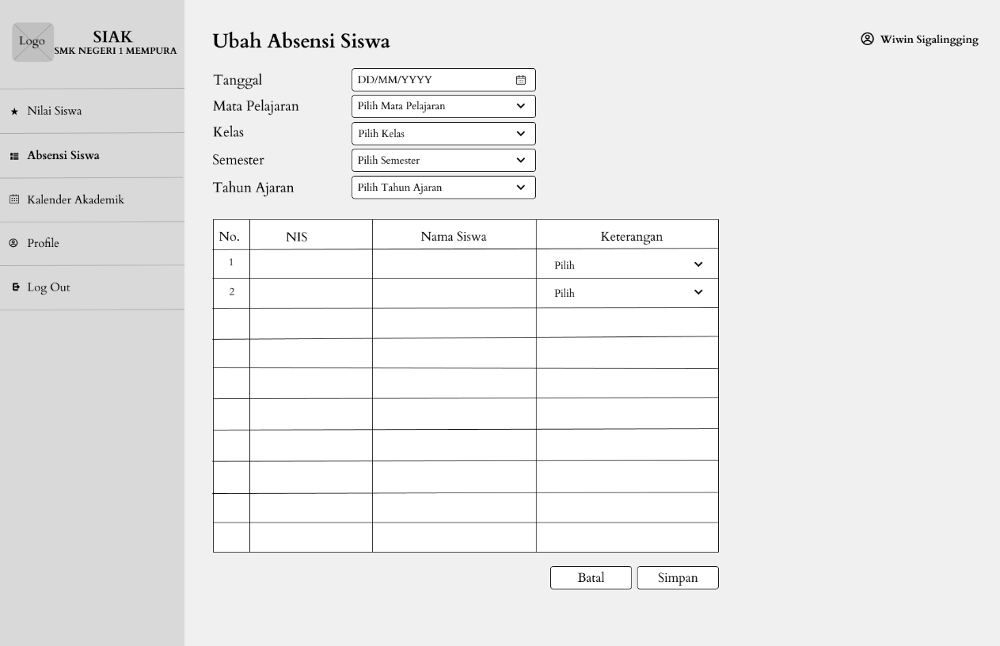 Logo
SIAK
SMK NEGERI 1 MEMPURA
Nilai Siswa
Absensi Siswa
Kalender Akademik
Profile
Log Out
Ubah Absensi Siswa
Wiwin Sigalingging
Tanggal DD/MM/YYYY
Mata Pelajaran Pilih Mata Pelajaran
Kelas Pilih Kelas
Semester Pilih Semester
Tahun Ajaran Pilih Tahun Ajaran
No. NIS Nama Siswa Keterangan
1 Pilih
2 Pilih
Batal Simpan